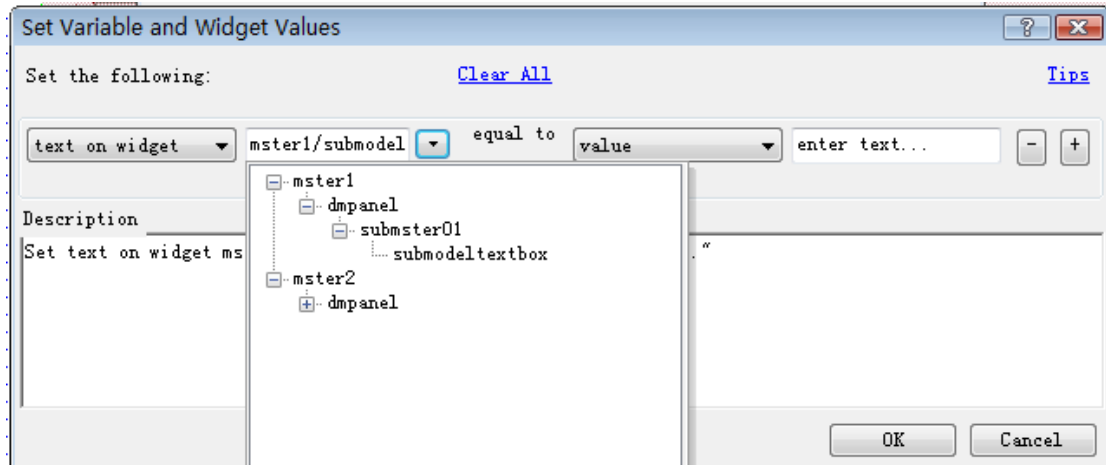 Set Variable and Widget Values
Set the following: Clear All Tips
text on widget mster1/submodel equal to value enter text... - +
mster1
dmpanel
submster01
submodeltextbox
mster2
dmpanel
Description
Set text on widget ms ."
OK Cancel